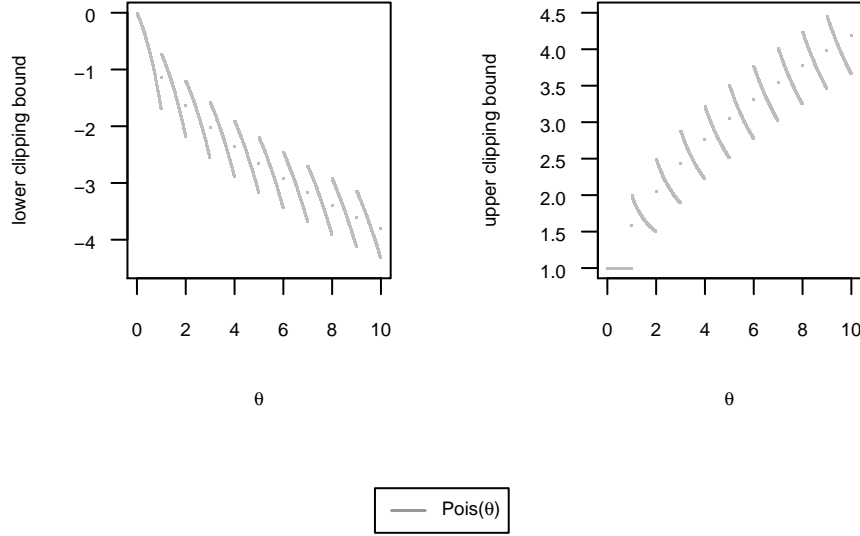 lower clipping bound
0
−1
−2
−3
−4
0 2 4 6 8 10
θ
upper clipping bound
4.5
4.0
3.5
3.0
2.5
2.0
1.5
1.0
0 2 4 6 8 10
θ
Pois(θ)